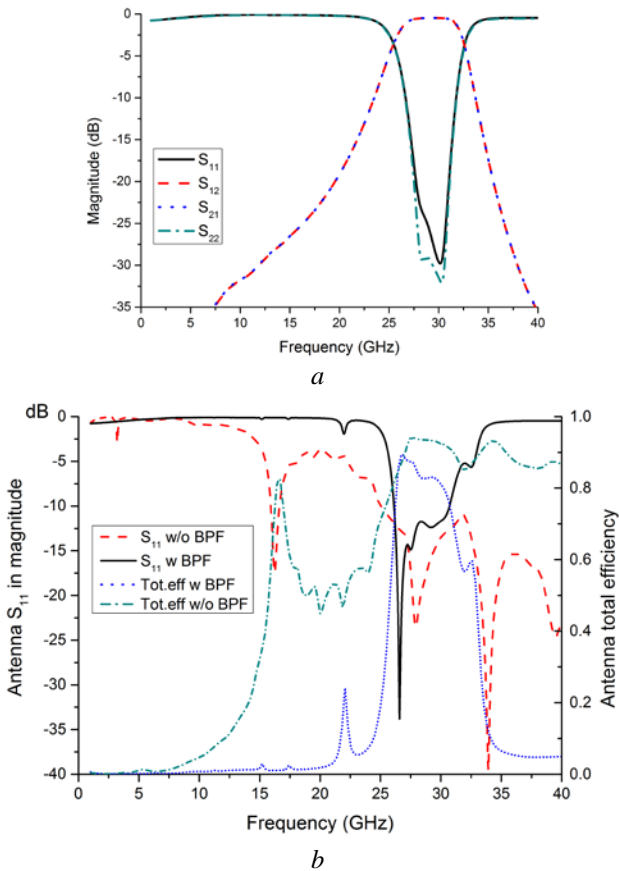 0
-5
-10
-15
-20
-25
-30
-35
Magnitude (dB)
S11
S12
S21
S22
0 5 10 15 20 25 30 35 40
Frequency (GHz)
a
dB
0
-5
-10
-15
-20
-25
-30
-35
-40
Antenna S11 in magnitude
S11 w/o BPF
S11 w BPF
Tot.eff w BPF
Tot.eff w/o BPF
1.0
0.8
0.6
0.4
0.2
0.0
Antenna total efficiency
0 5 10 15 20 25 30 35 40
Frequency (GHz)
b